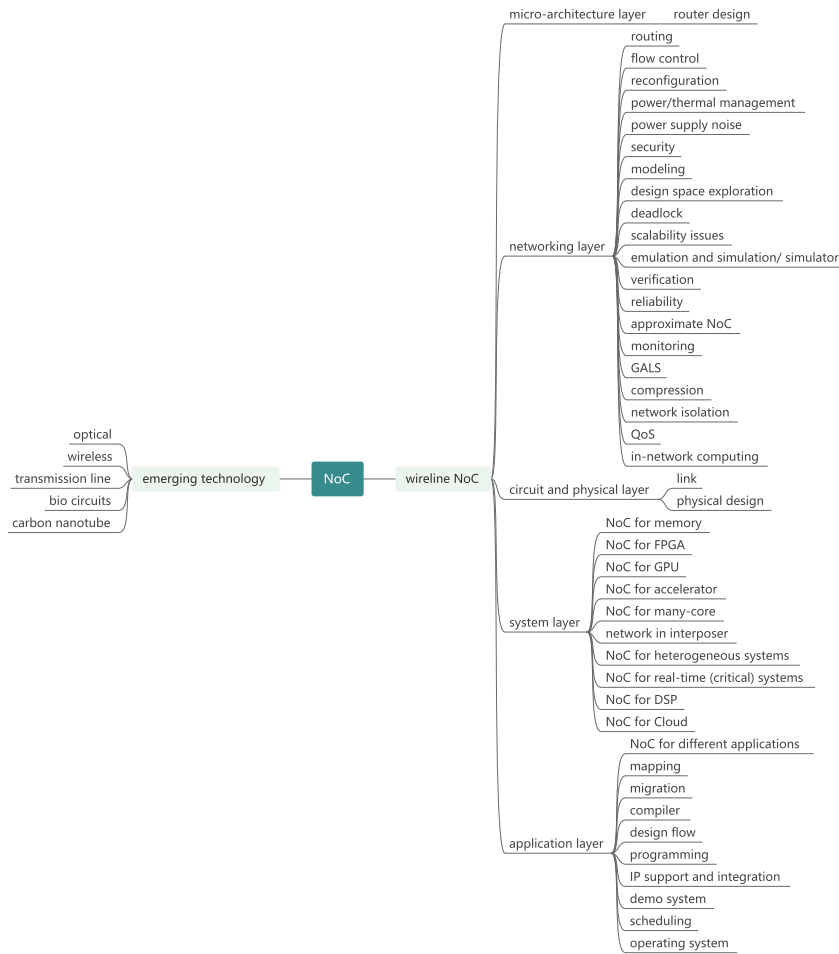 micro-architecture layer router design
routing
flow control
reconfiguration
power/thermal management
power supply noise
security
modeling
design space exploration
deadlock
scalability issues
networking layer
emulation and simulation/ simulator
verification
reliability
approximate NoC
monitoring
GALS
compression
network isolation
QoS
in-network computing
optical
wireless
transmission line
bio circuits
carbon nanotube
emerging technology
NoC
wireline NoC
circuit and physical layer
link
physical design
NoC for memory
NoC for FPGA
NoC for GPU
NoC for accelerator
NoC for many-core
system layer
network in interposer
NoC for heterogeneous systems
NoC for real-time (critical) systems
NoC for DSP
NoC for Cloud
NoC for different applications
mapping
migration
compiler
design flow
application layer
programming
IP support and integration
demo system
scheduling
operating system